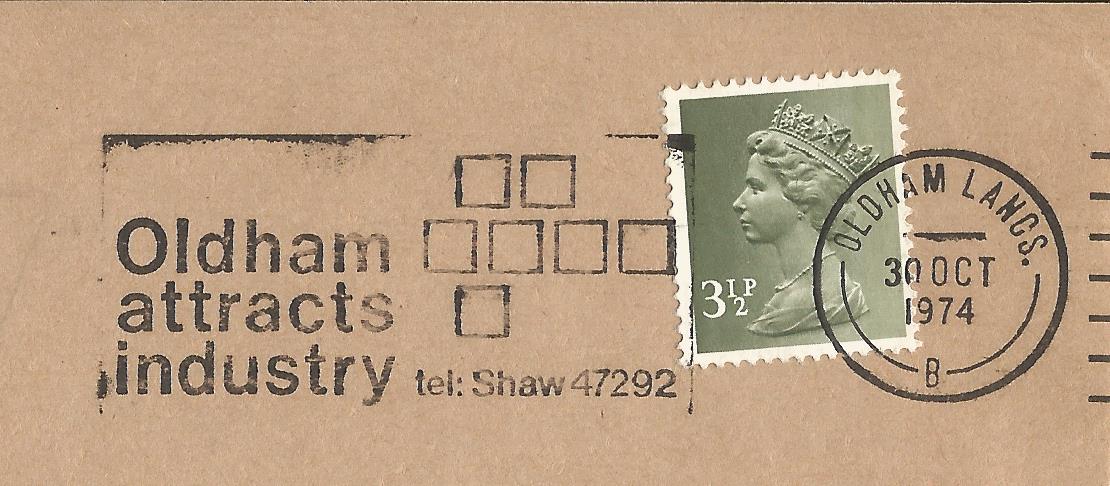 Oldham
attracts
industry
tel: Shaw 47292
3½P
OLDHAM LANCS.
30 OCT
1974
B